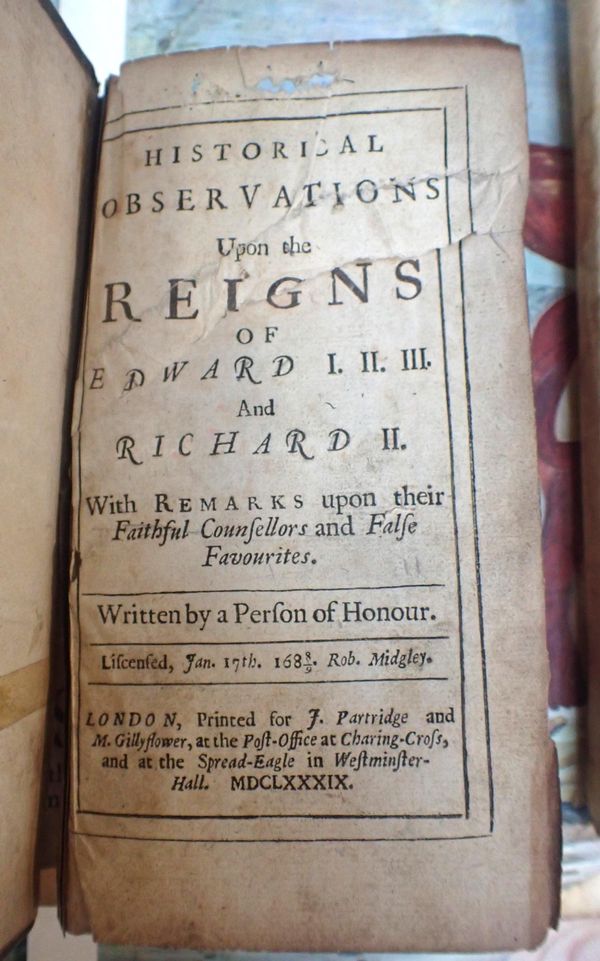 HISTORICAL
OBSERVATIONS
Upon the
REIGNS
OF
EDWARD I. II. III.
And
RICHARD II.
With REMARKS upon their
Faithful Counſellors and Falſe
Favourites.
Written by a Perſon of Honour.
Liſcenſed, Jan. 17th. 168 8/9. Rob. Midgley.
LONDON, Printed for J. Partridge and
M. Gillyflower, at the Poſt-Office at Charing-Croſs,
and at the Spread-Eagle in Weſtminſter-
Hall. MDCLXXXIX.